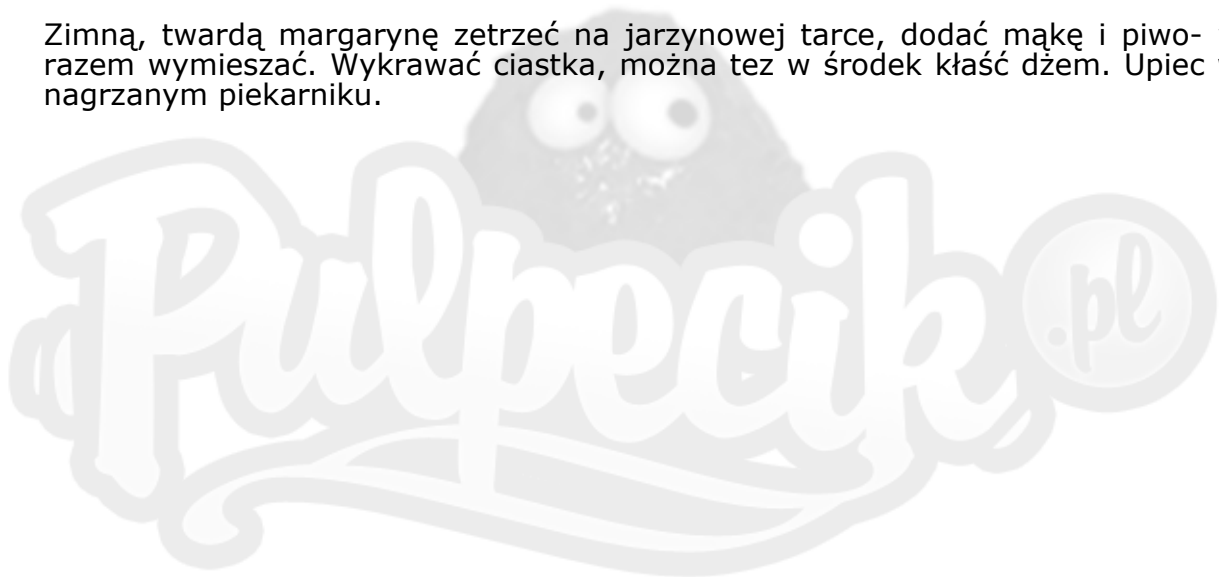 Zimną, twardą margarynę zetrzeć na jarzynowej tarce, dodać mąkę i piwo-
razem wymieszać. Wykrawać ciastka, można tez w środek kłaść dżem. Upiec
nagrzanym piekarniku.
Pulpecik.pl